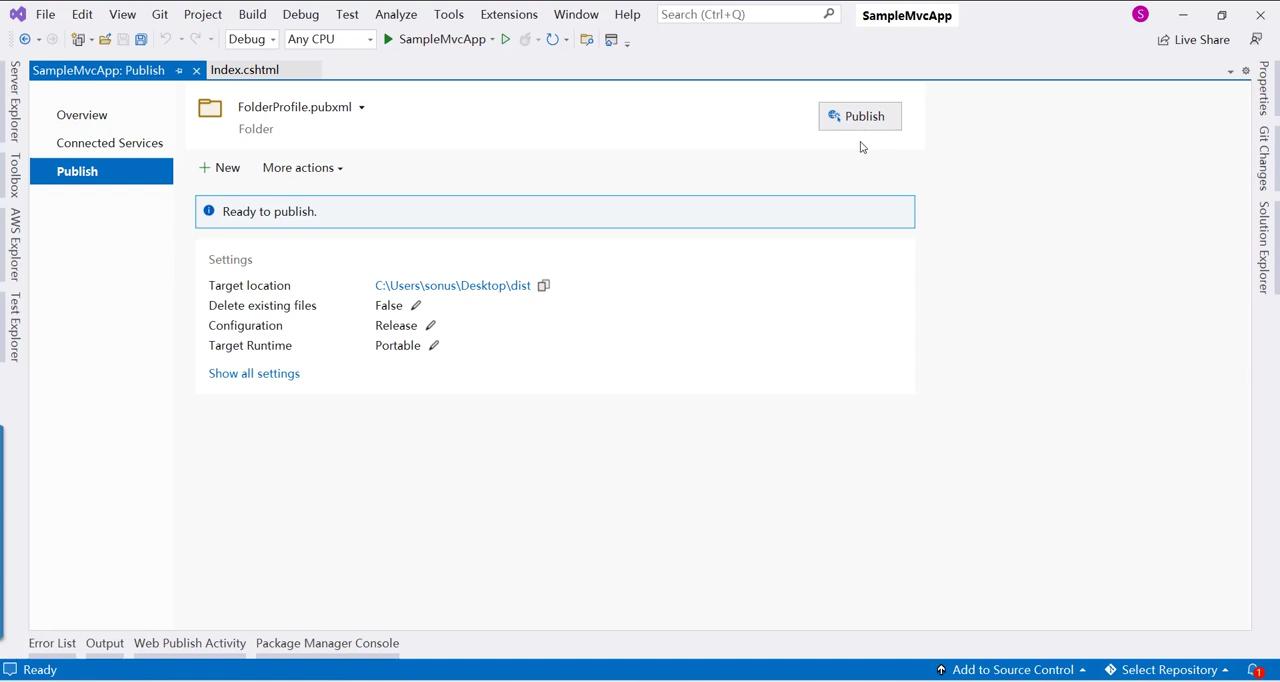 File Edit View Git Project Build Debug Test Analyze Tools Extensions Window Help Search (Ctrl+Q) SampleMvcApp S
Debug Any CPU SampleMvcApp Live Share
SampleMvcApp: Publish Index.cshtml
Server Explorer
Toolbox
AWS Explorer
Test Explorer
Overview
Connected Services
Publish
FolderProfile.pubxml
Folder
Publish
New More actions
Ready to publish.
Settings
Target location C:\Users\sonus\Desktop\dist
Delete existing files False
Configuration Release
Target Runtime Portable
Show all settings
Properties
Git Changes
Solution Explorer
Error List Output Web Publish Activity Package Manager Console
Ready Add to Source Control Select Repository 1